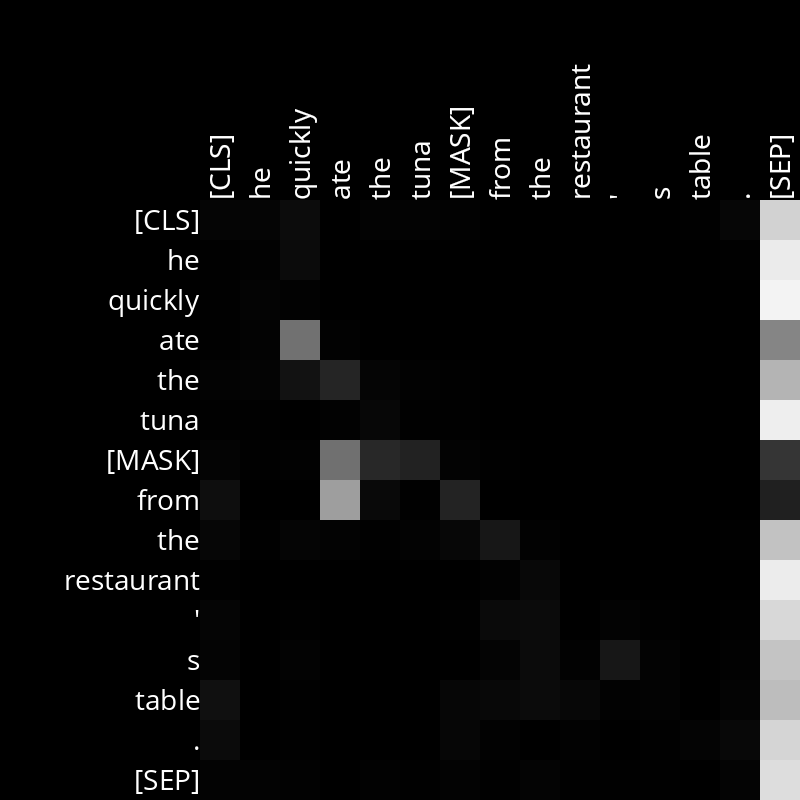 [CLS] he quickly ate the tuna [MASK] from the restaurant ' s table . [SEP]
[CLS]
he
quickly
ate
the
tuna
[MASK]
from
the
restaurant
'
s
table
.
[SEP]